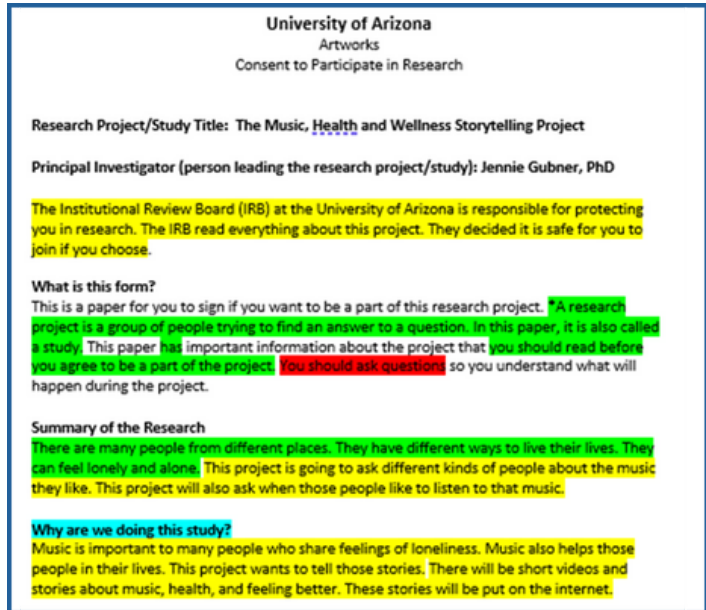 University of Arizona
Artworks
Consent to Participate in Research
Research Project/Study Title: The Music, Health and Wellness Storytelling Project
Principal Investigator (person leading the research project/study): Jennie Gubner, PhD
The Institutional Review Board (IRB) at the University of Arizona is responsible for protecting
you in research. The IRB read everything about this project. They decided it is safe for you to
join if you choose.
What is this form?
This is a paper for you to sign if you want to be a part of this research project. *A research
project is a group of people trying to find an answer to a question. In this paper, it is also called
a study. This paper has important information about the project that you should read before
you agree to be a part of the project. You should ask questions so you understand what will
happen during the project.
Summary of the Research
There are many people from different places. They have different ways to live their lives. They
can feel lonely and alone. This project is going to ask different kinds of people about the music
they like. This project will also ask when those people like to listen to that music.
Why are we doing this study?
Music is important to many people who share feelings of loneliness. Music also helps those
people in their lives. This project wants to tell those stories. There will be short videos and
stories about music, health, and feeling better. These stories will be put on the internet.